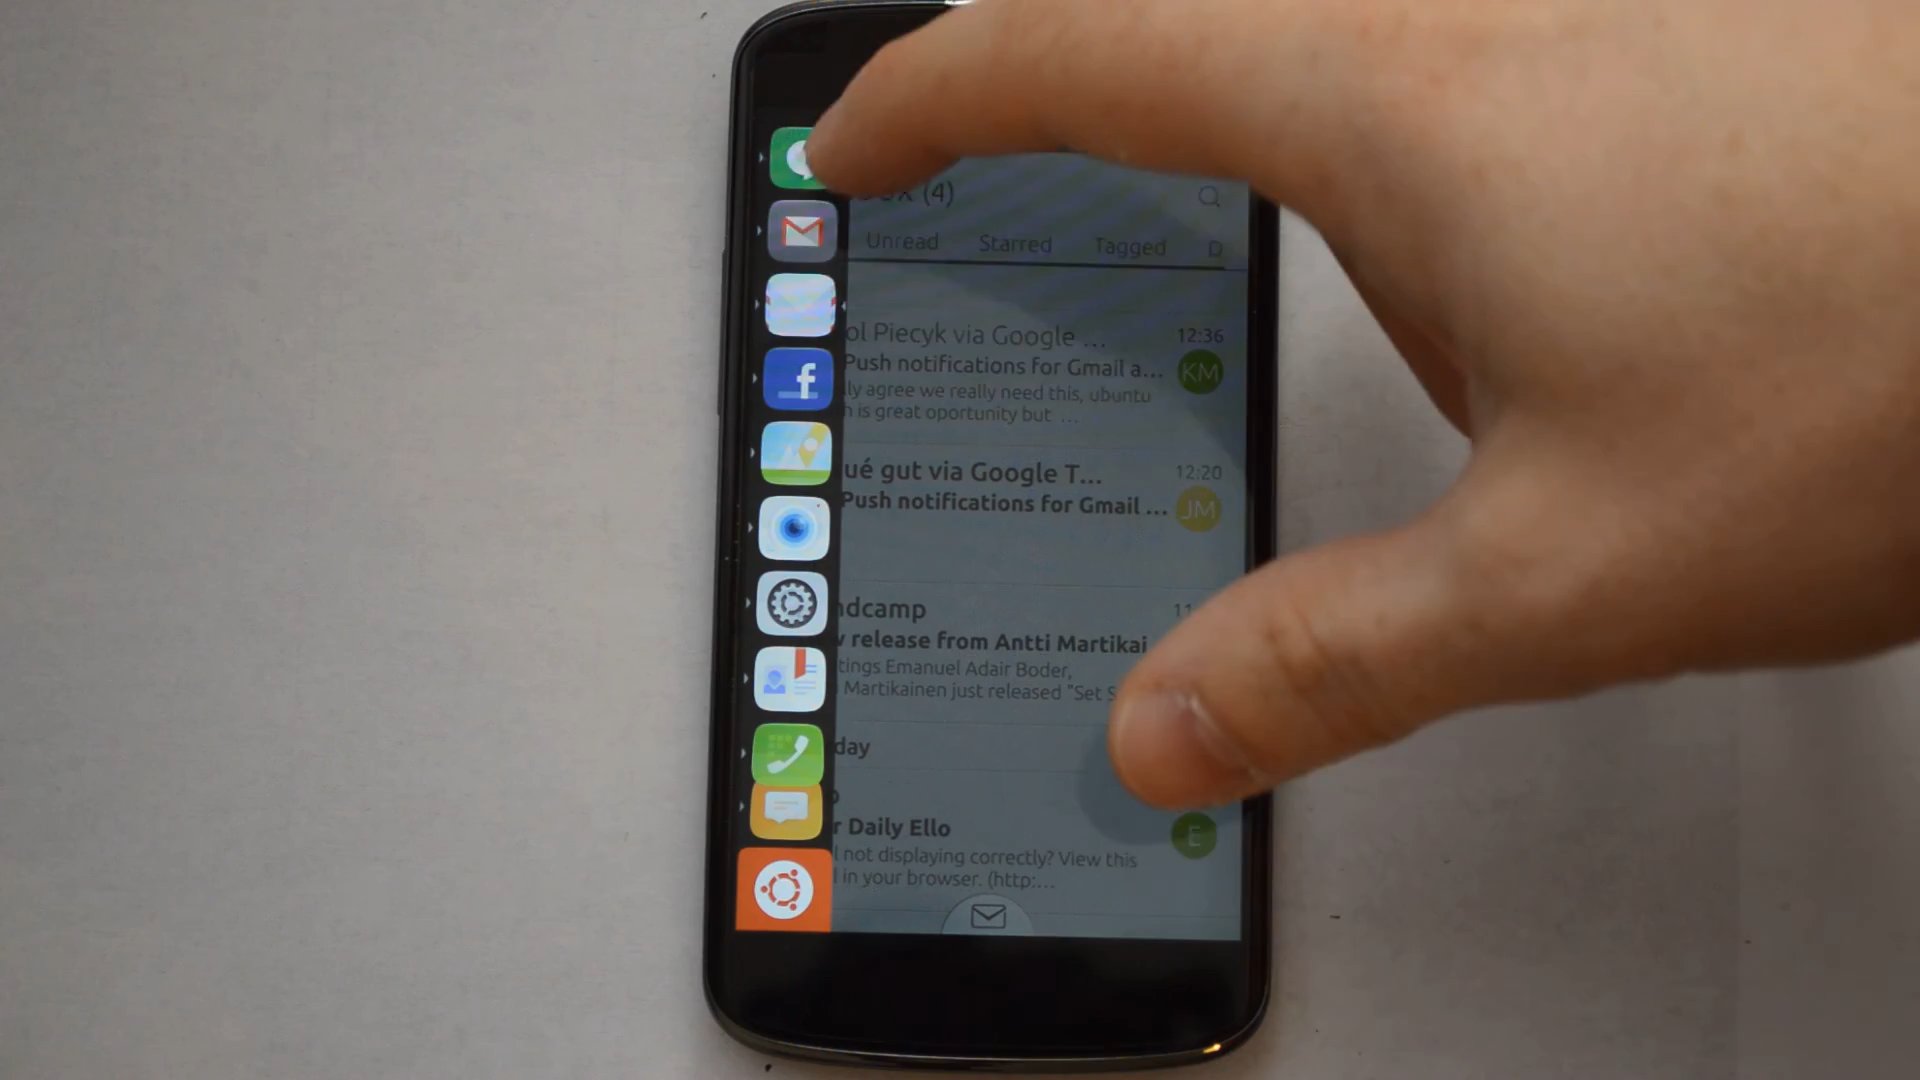 (4)
Unread Starred Tagged D
ol Piecyk via Google ... 12:36
Push notifications for Gmail a... KM
ly agree we really need this, ubuntu
h is great oportunity but ...
ué gut via Google T... 12:20
Push notifications for Gmail ... JM
ndcamp 11
release from Antti Martikai
tings Emanuel Adair Boder,
Martikainen just released "Set S
day
r Daily Ello E
l not displaying correctly? View this
l in your browser. (http:...
f